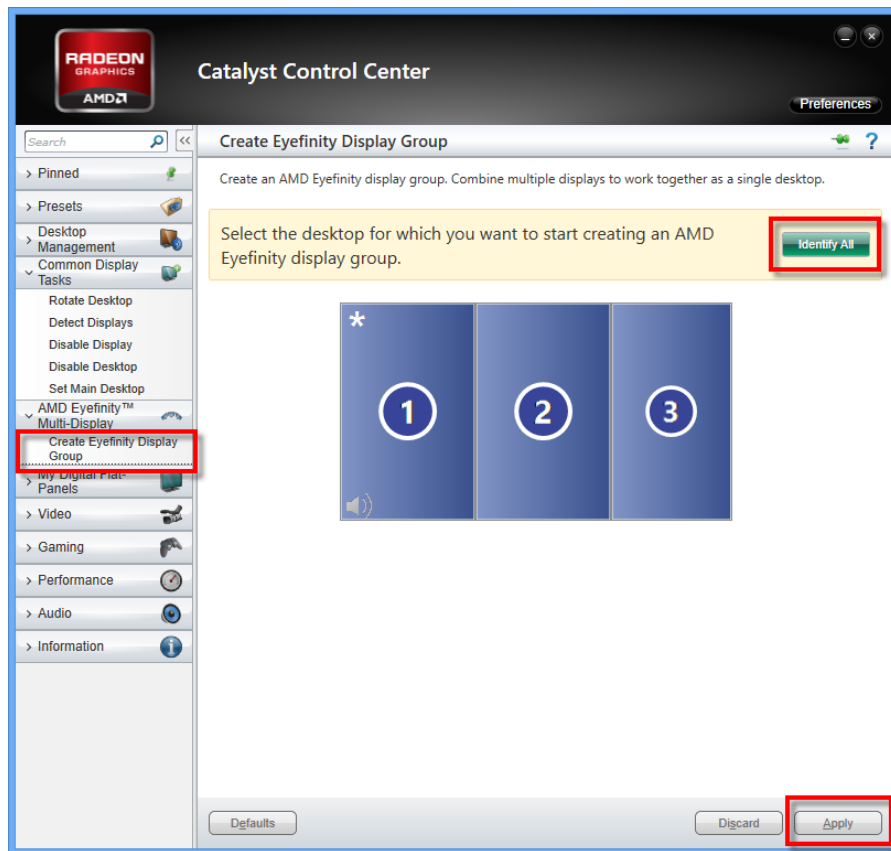 RADEON
GRAPHICS
AMD
Catalyst Control Center
Preferences
Search
Create Eyefinity Display Group
Pinned
Create an AMD Eyefinity display group. Combine multiple displays to work together as a single desktop.
Presets
Desktop
Management
Select the desktop for which you want to start creating an AMD
Eyefinity display group.
Identify All
Common Display
Tasks
Rotate Desktop
Detect Displays
Disable Display
Disable Desktop
Set Main Desktop
1
2
3
AMD Eyefinity™
Multi-Display
Create Eyefinity Display
Group
My Digital Flat-
Panels
Video
Gaming
Performance
Audio
Information
Defaults
Discard
Apply